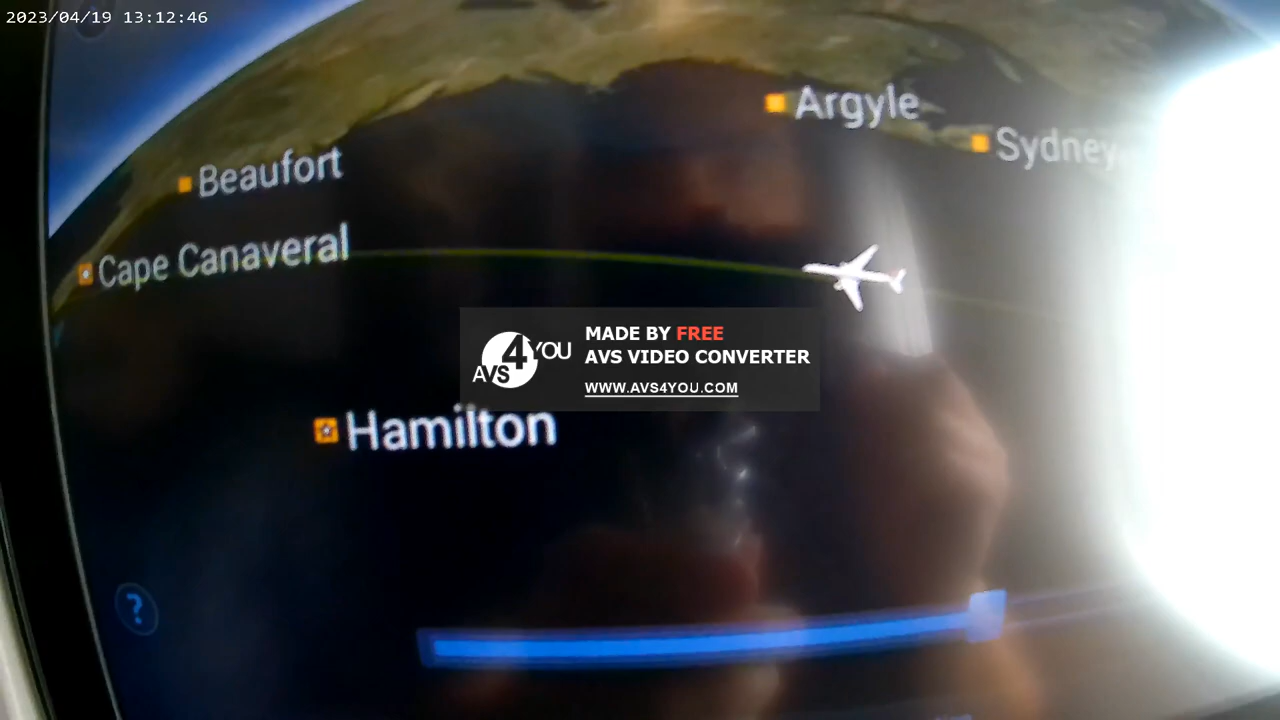 2023/04/19 13:12:46
Argyle
Sydney
Beaufort
Cape Canaveral
AVS4YOU
MADE BY FREE
AVS VIDEO CONVERTER
WWW.AVS4YOU.COM
Hamilton
?